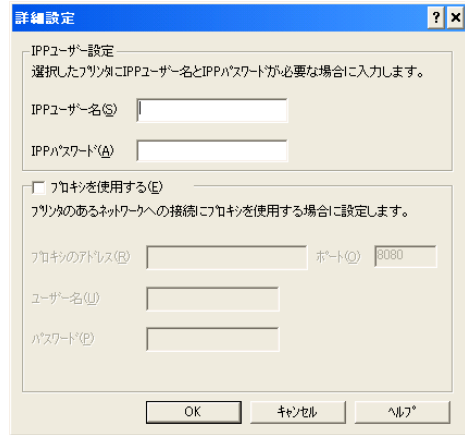 詳細設定
IPPユーザー設定
選択したプリンタにIPPユーザー名とIPPパスワードが必要な場合に入力します。
IPPユーザー名(S)
IPPパスワード(A)
プロキシを使用する(E)
プリンタのあるネットワークへの接続にプロキシを使用する場合に設定します。
プロキシのアドレス(R) ポート(O) 8080
ユーザー名(U)
パスワード(P)
OK キャンセル ヘルプ